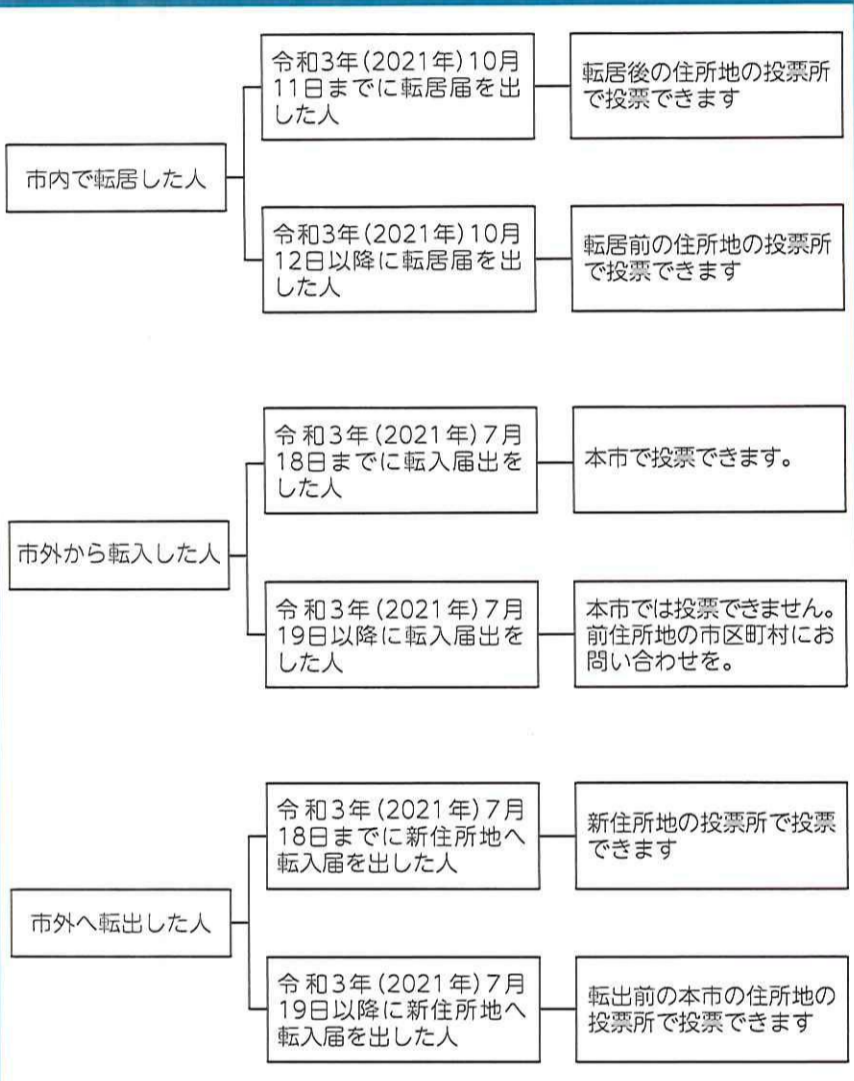 市内で転居した人
令和3年(2021年)10月
11日までに転居届を出
した人
転居後の住所地の投票所
で投票できます
令和3年(2021年)10月
12日以降に転居届を出
した人
転居前の住所地の投票所
で投票できます
市外から転入した人
令和3年(2021年)7月
18日までに転入届出を
した人
本市で投票できます。
令和3年(2021年)7月
19日以降に転入届出を
した人
本市では投票できません。
前住所地の市区町村にお
問い合わせを。
市外へ転出した人
令和3年(2021年)7月
18日までに新住所地へ
転入届を出した人
新住所地の投票所で投票
できます
令和3年(2021年)7月
19日以降に新住所地へ
転入届を出した人
転出前の本市の住所地の
投票所で投票できます